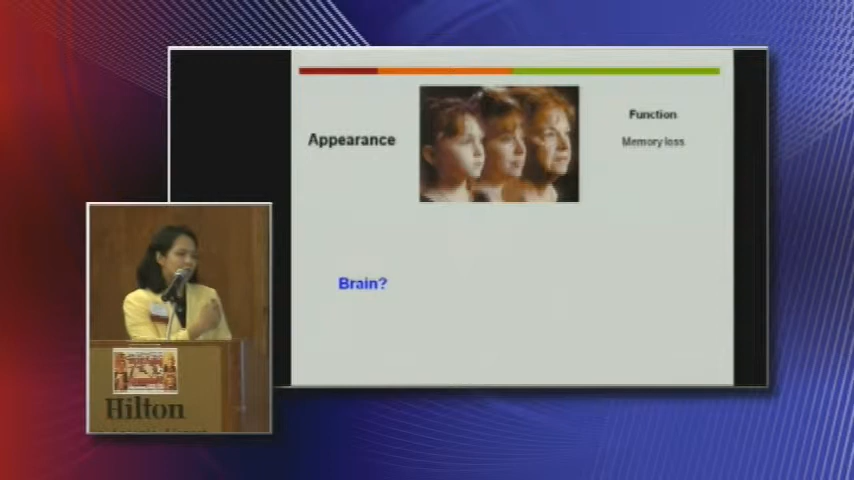 Function
Appearance
Memory loss
Brain?
Hilton